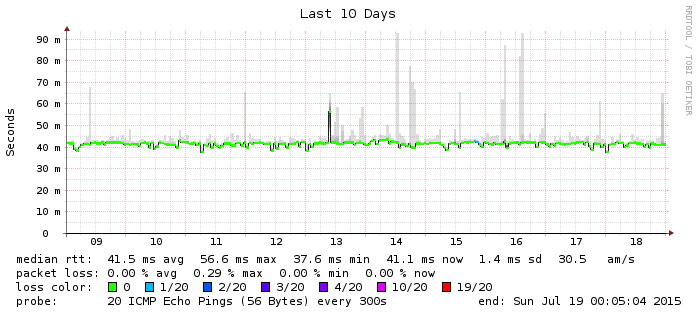 Last 10 Days
RRDTOOL / TOBI OETIKER
Seconds
90 m
80 m
70 m
60 m
50 m
40 m
30 m
20 m
10 m
0
09 10 11 12 13 14 15 16 17 18
median rtt: 41.5 ms avg 56.6 ms max 37.6 ms min 41.1 ms now 1.4 ms sd 30.5 am/s
packet loss: 0.00 % avg 0.29 % max 0.00 % min 0.00 % now
loss color: 0 1/20 2/20 3/20 4/20 10/20 19/20
probe: 20 ICMP Echo Pings (56 Bytes) every 300s end: Sun Jul 19 00:05:04 2015